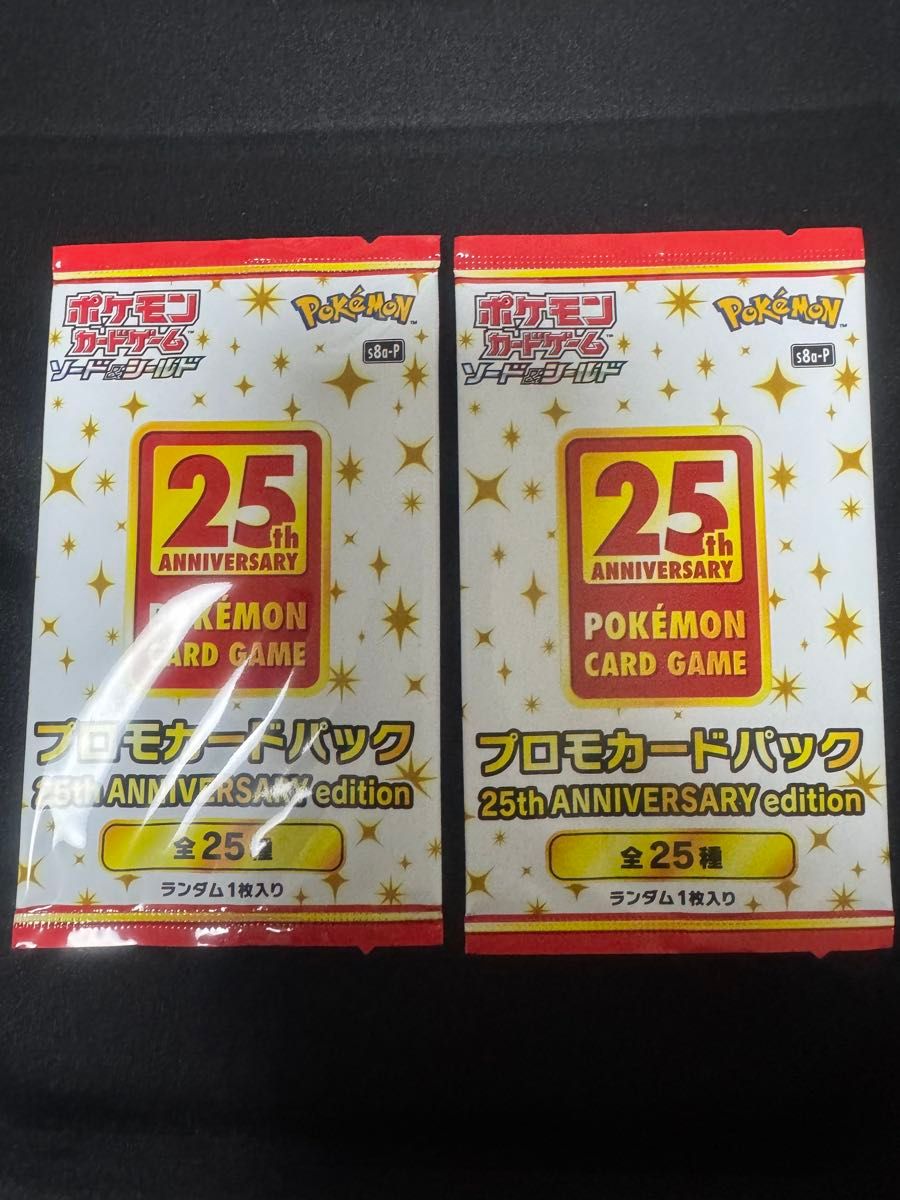 ポケモン
カードゲーム
ソード&シールド
POKéMON™
s8a-P
25th
ANNIVERSARY
POKÉMON
CARD GAME
プロモカードパック
25th ANNIVERSARY edition
全25種
ランダム1枚入り
ポケモン
カードゲーム
ソード&シールド
POKéMON™
s8a-P
25th
ANNIVERSARY
POKÉMON
CARD GAME
プロモカードパック
25th ANNIVERSARY edition
全25種
ランダム1枚入り